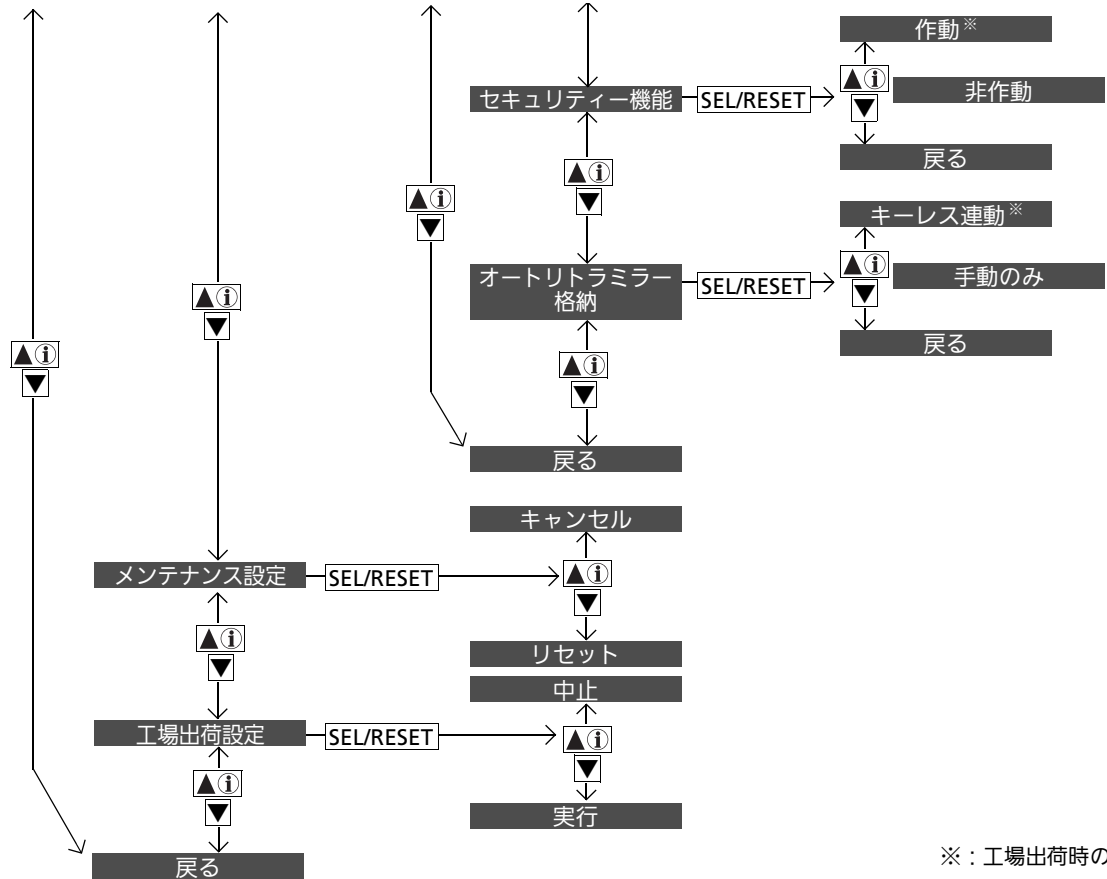 作動※
▲ⓘ
▼
非作動
戻る
セキュリティー機能
SEL/RESET
▲ⓘ
▼
キーレス連動※
▲ⓘ
▼
手動のみ
戻る
オートリトラミラー
格納
SEL/RESET
▲ⓘ
▼
戻る
▲ⓘ
▼
▲ⓘ
▼
▲ⓘ
▼
キャンセル
▲ⓘ
▼
リセット
メンテナンス設定
SEL/RESET
▲ⓘ
▼
中止
▲ⓘ
▼
実行
工場出荷設定
SEL/RESET
▲ⓘ
▼
戻る
※:工場出荷時の